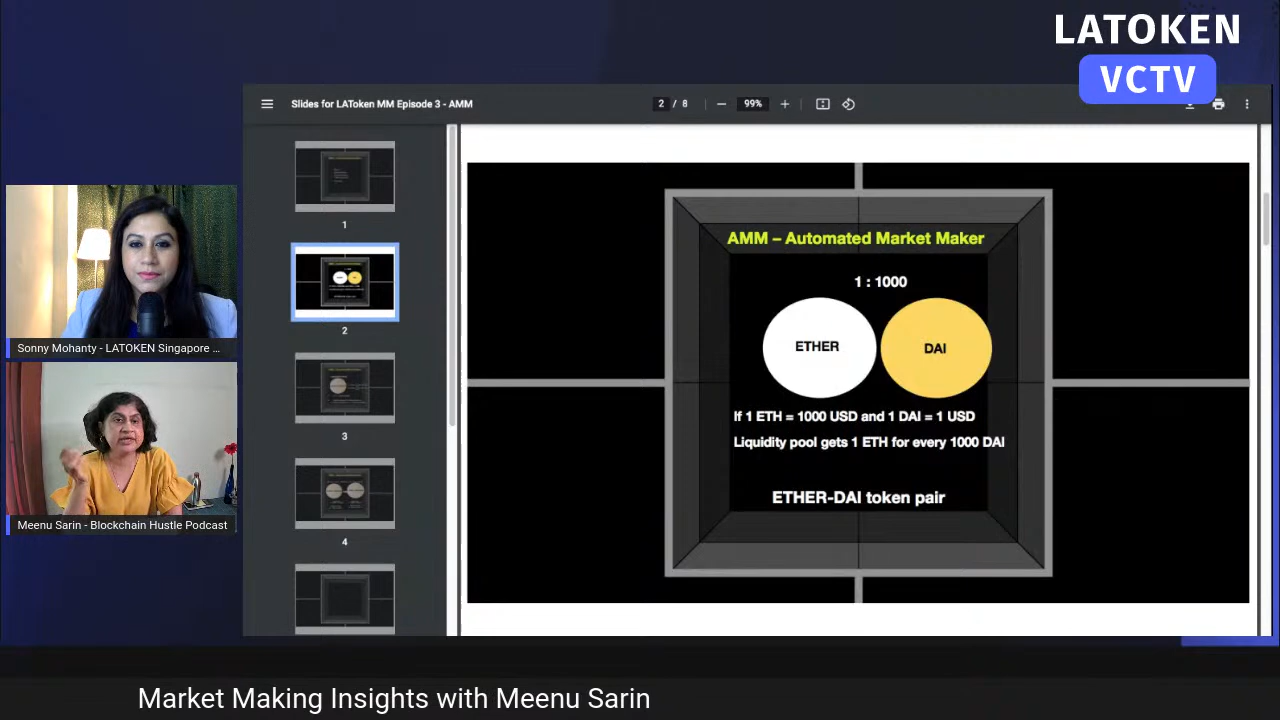 LATOKEN
VCTV
Slides for LAToken MM Episode 3 - AMM
2 / 8
99%
1
2
3
4
AMM – Automated Market Maker
1 : 1000
ETHER
DAI
If 1 ETH = 1000 USD and 1 DAI = 1 USD
Liquidity pool gets 1 ETH for every 1000 DAI
ETHER-DAI token pair
Sonny Mohanty - LATOKEN Singapore ...
Meenu Sarin - Blockchain Hustle Podcast
Market Making Insights with Meenu Sarin